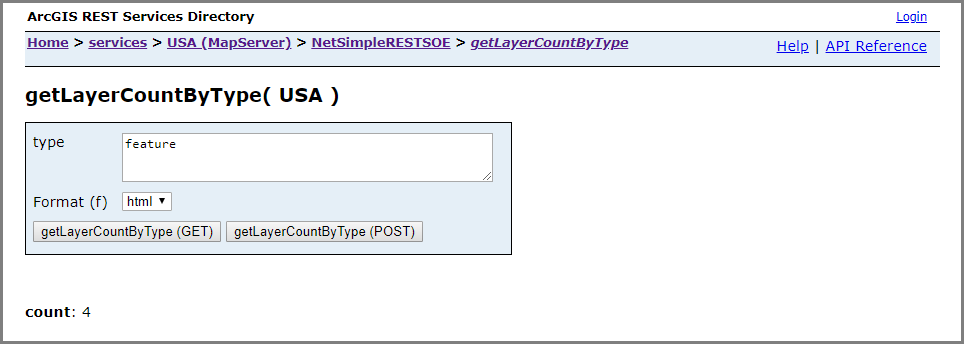 ArcGIS REST Services Directory Login
Home > services > USA (MapServer) > NetSimpleRESTSOE > getLayerCountByType
Help | API Reference
getLayerCountByType( USA )
type feature
Format (f) html
getLayerCountByType (GET) getLayerCountByType (POST)
count: 4